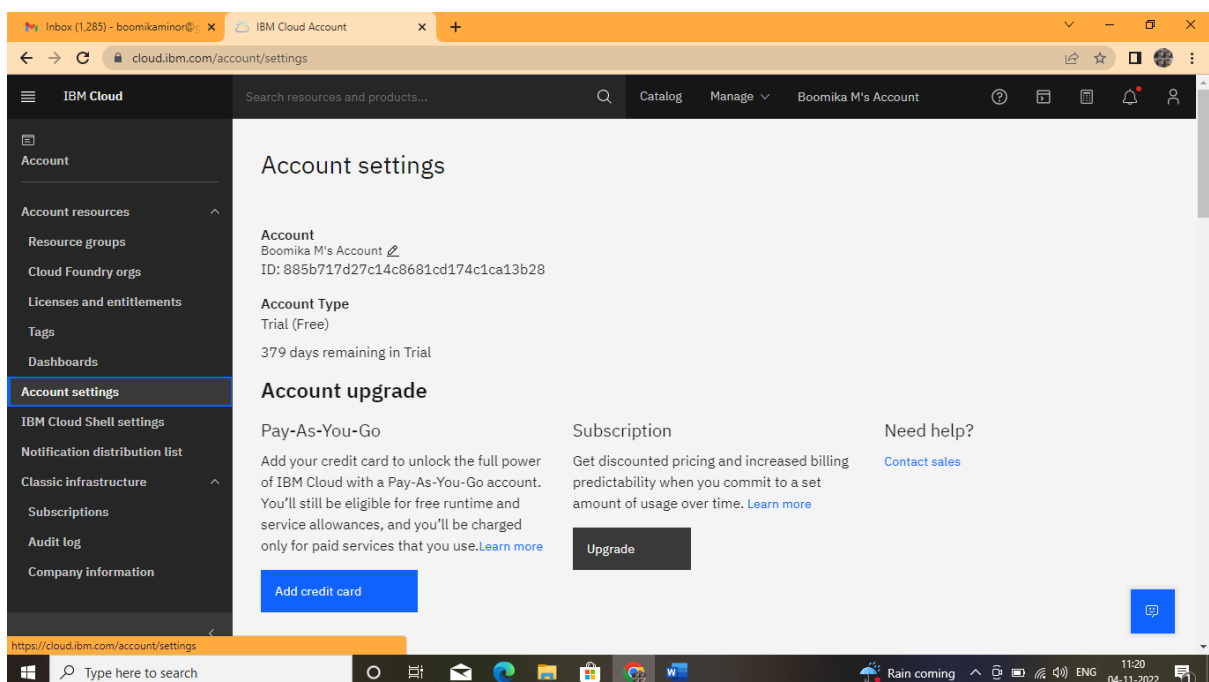 Inbox (1,285) - boomikaminor@g
IBM Cloud Account
cloud.ibm.com/account/settings
IBM Cloud
Search resources and products...
Catalog
Manage
Boomika M's Account
Account
Account resources
Resource groups
Cloud Foundry orgs
Licenses and entitlements
Tags
Dashboards
Account settings
IBM Cloud Shell settings
Notification distribution list
Classic infrastructure
Subscriptions
Audit log
Company information
https://cloud.ibm.com/account/settings
Account settings
Account
Boomika M's Account
ID: 885b717d27c14c8681cd174c1ca13b28
Account Type
Trial (Free)
379 days remaining in Trial
Account upgrade
Pay-As-You-Go
Add your credit card to unlock the full power
of IBM Cloud with a Pay-As-You-Go account.
You'll still be eligible for free runtime and
service allowances, and you'll be charged
only for paid services that you use.Learn more
Add credit card
Subscription
Get discounted pricing and increased billing
predictability when you commit to a set
amount of usage over time. Learn more
Upgrade
Need help?
Contact sales
Type here to search
Rain coming
ENG
11:20
04-11-2022